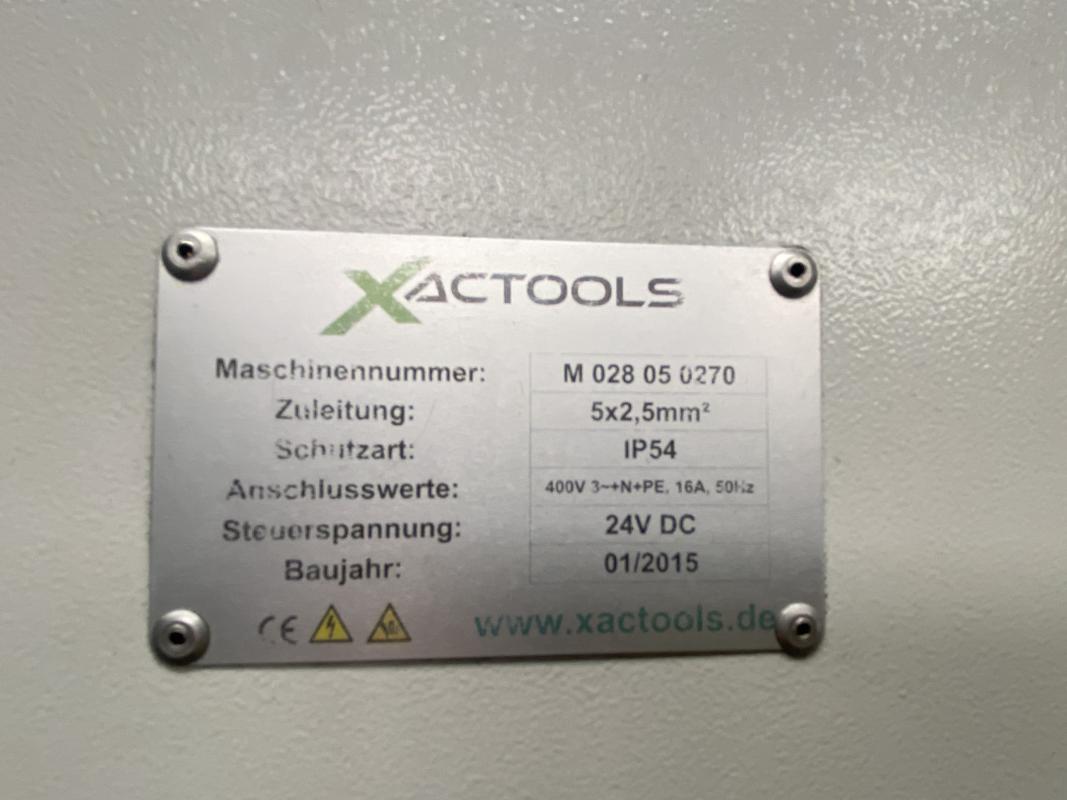 XACTOOLS
Maschinennummer: M 028 05 0270
Zuleitung: 5x2,5mm²
Schutzart: IP54
Anschlusswerte: 400V 3~+N+PE, 16A, 50Hz
Steuerspannung: 24V DC
Baujahr: 01/2015
CE www.xactools.de